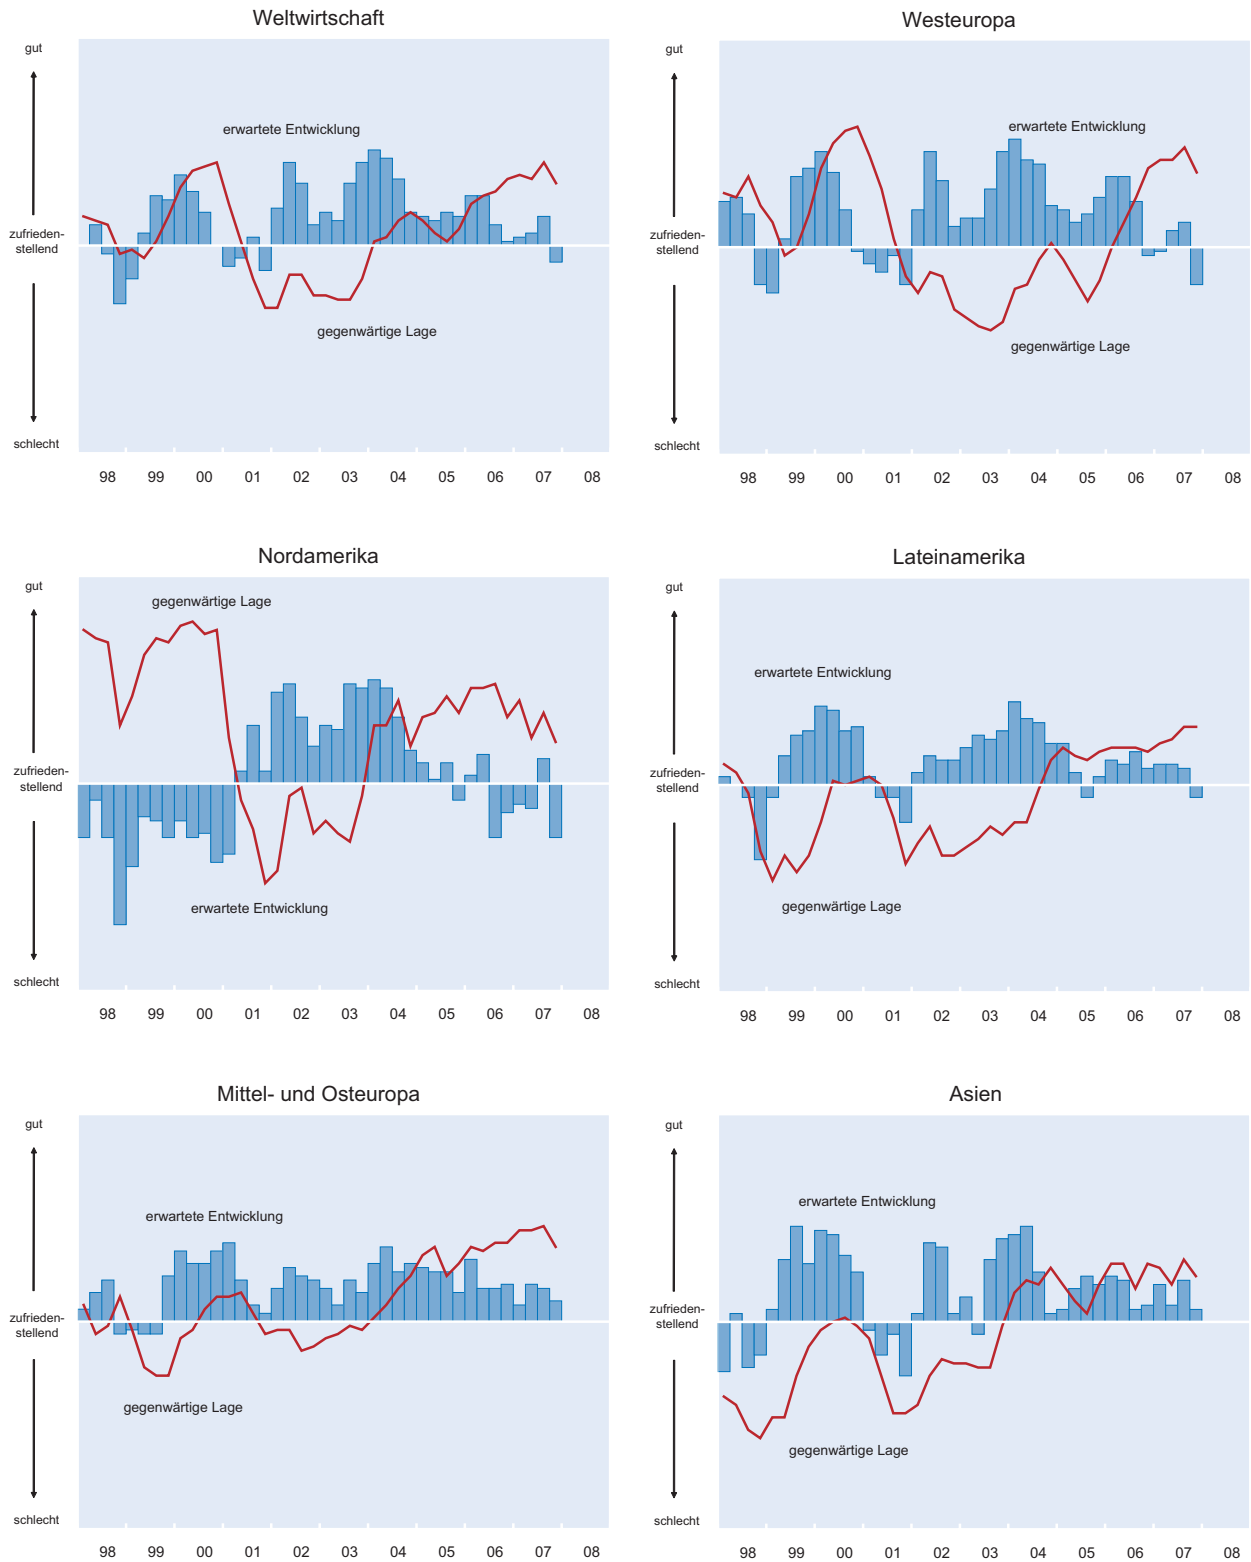 Weltwirtschaft
gut
erwartete Entwicklung
zufrieden-
stellend
gegenwärtige Lage
schlecht
98 99 00 01 02 03 04 05 06 07 08
Westeuropa
gut
erwartete Entwicklung
zufrieden-
stellend
gegenwärtige Lage
schlecht
98 99 00 01 02 03 04 05 06 07 08
Nordamerika
gut
gegenwärtige Lage
zufrieden-
stellend
erwartete Entwicklung
schlecht
98 99 00 01 02 03 04 05 06 07 08
Lateinamerika
gut
erwartete Entwicklung
zufrieden-
stellend
gegenwärtige Lage
schlecht
98 99 00 01 02 03 04 05 06 07 08
Mittel- und Osteuropa
gut
erwartete Entwicklung
zufrieden-
stellend
gegenwärtige Lage
schlecht
98 99 00 01 02 03 04 05 06 07 08
Asien
gut
erwartete Entwicklung
zufrieden-
stellend
gegenwärtige Lage
schlecht
98 99 00 01 02 03 04 05 06 07 08